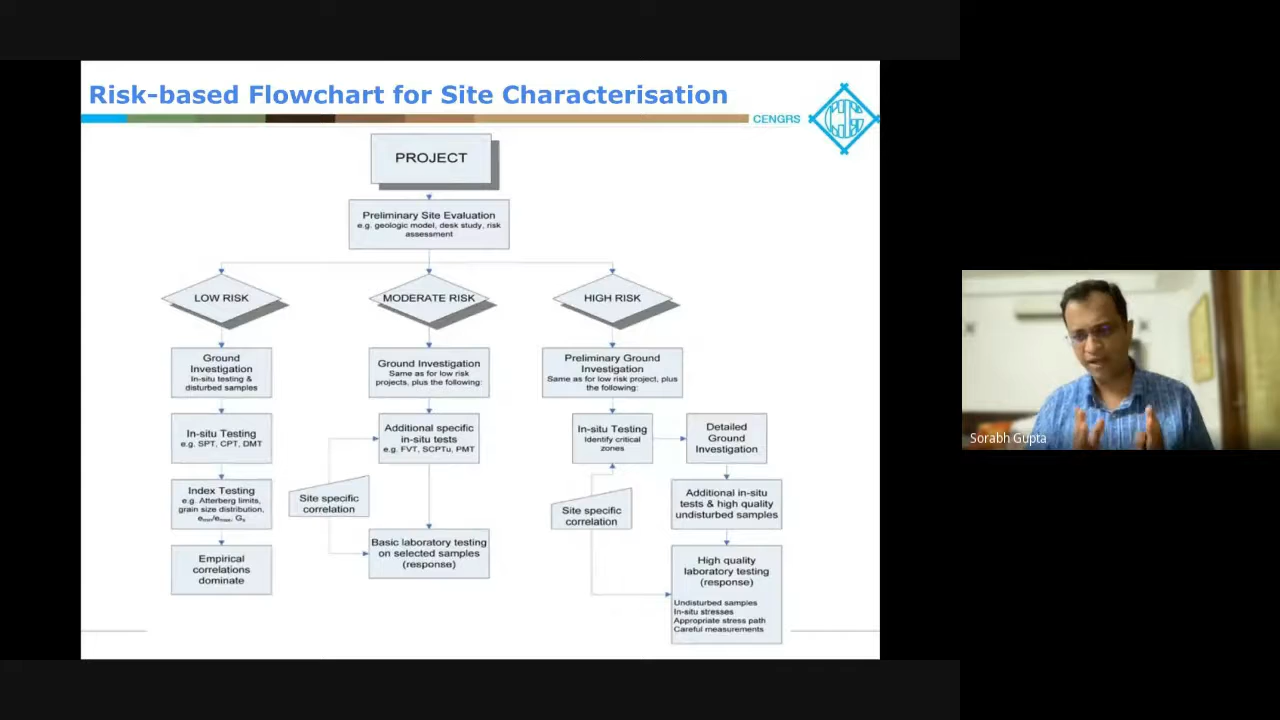 Risk-based Flowchart for Site Characterisation
CENGRS
PROJECT
Preliminary Site Evaluation
e.g. geologic model, desk study, risk
assessment
LOW RISK
MODERATE RISK
HIGH RISK
Ground
Investigation
In-situ testing &
disturbed samples
Ground Investigation
Same as for low risk
projects, plus the following:
Preliminary Ground
Investigation
Same as for low risk project, plus
the following:
In-situ Testing
e.g. SPT, CPT, DMT
Additional specific
in-situ tests
e.g. FVT, SCPTu, PMT
In-situ Testing
Identify critical
zones
Detailed
Ground
Investigation
Index Testing
e.g. Atterberg limits,
grain size distribution,
emin/emax, Gs
Site specific
correlation
Site specific
correlation
Additional in-situ
tests & high quality
undisturbed samples
Empirical
correlations
dominate
Basic laboratory testing
on selected samples
(response)
High quality
laboratory testing
(response)
Undisturbed samples
In-situ stresses
Appropriate stress path
Careful measurements
Sorabh Gupta